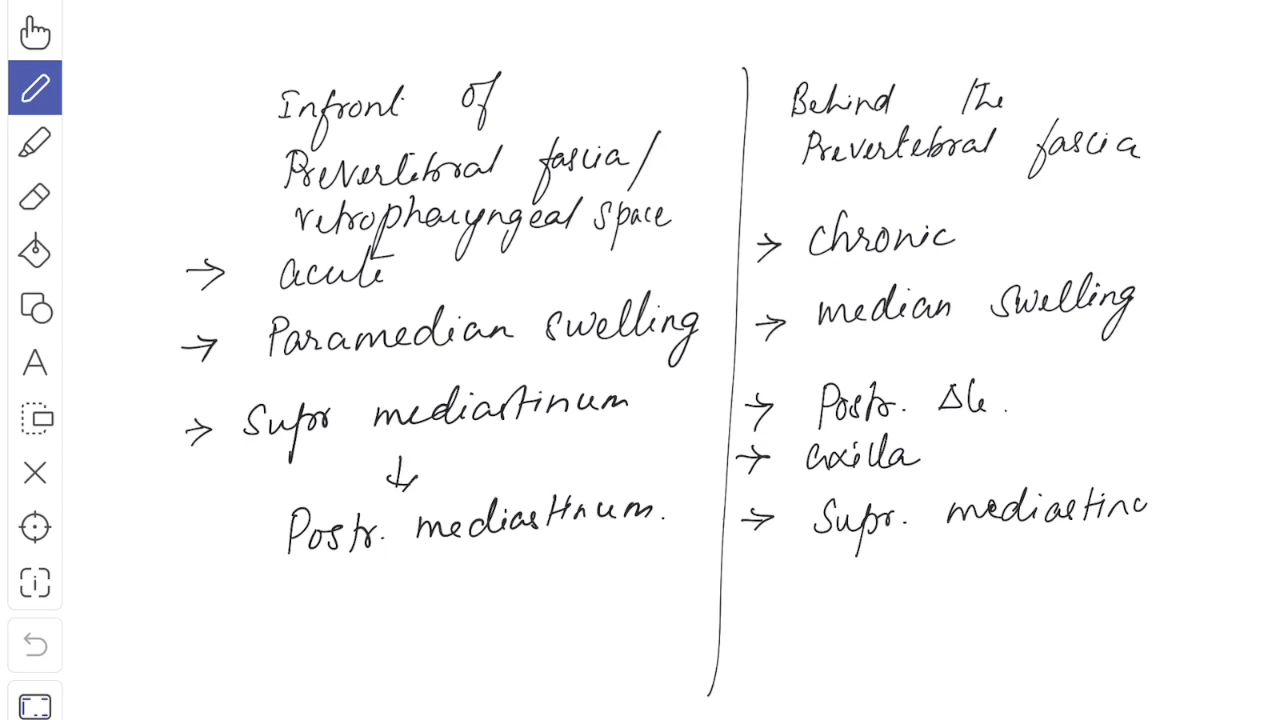 Infront of
Prevertebral fascia/
retropharyngeal space
→ acute
→ Paramedian swelling
→ Supr mediastinum
↓
Postr. mediastinum.
Behind the
Prevertebral fascia
→ chronic
→ median swelling
→ Postr. Δle.
→ axilla
→ Supr. mediastinu